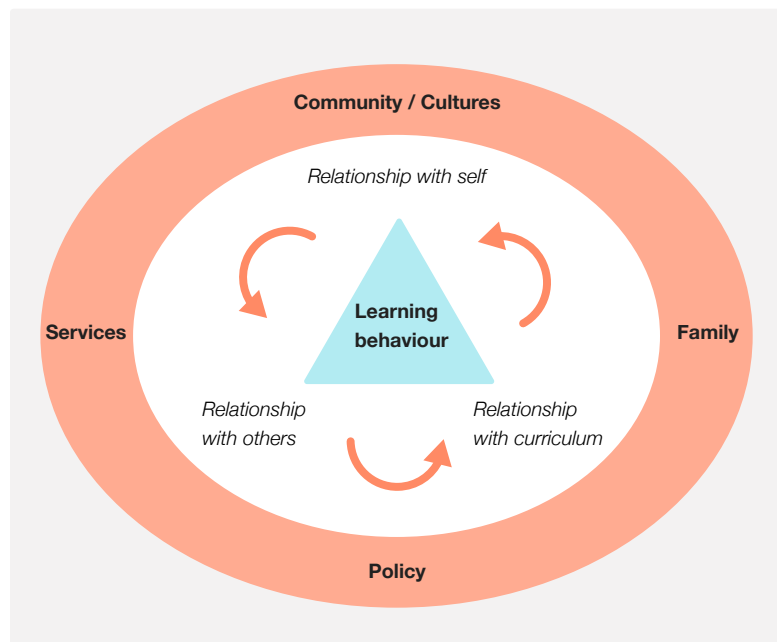 Community / Cultures
Relationship with self
Learning
behaviour
Services
Family
Relationship
with others
Relationship
with curriculum
Policy